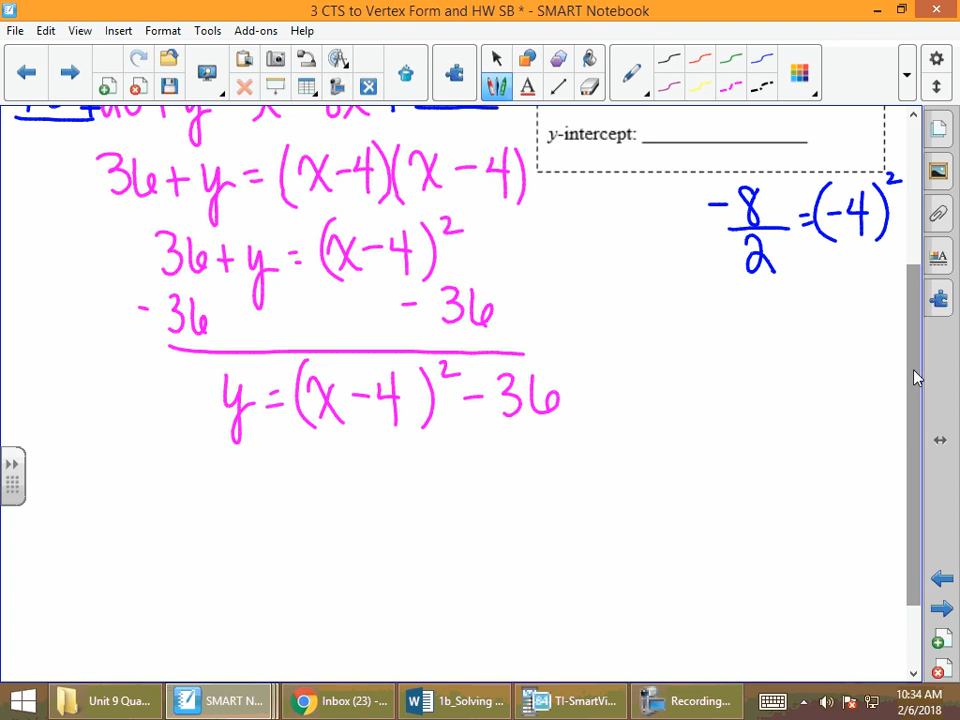 3 CTS to Vertex Form and HW SB * - SMART Notebook
File Edit View Insert Format Tools Add-ons Help
y-intercept: ________________
36+y = (x-4)(x-4)
-8/2 = (-4)²
36+y = (x-4)²
-36 -36
y = (x-4)² - 36
Unit 9 Qua...
SMART N...
Inbox (23) -...
1b_Solving ...
TI-SmartVi...
Recording...
10:34 AM
2/6/2018